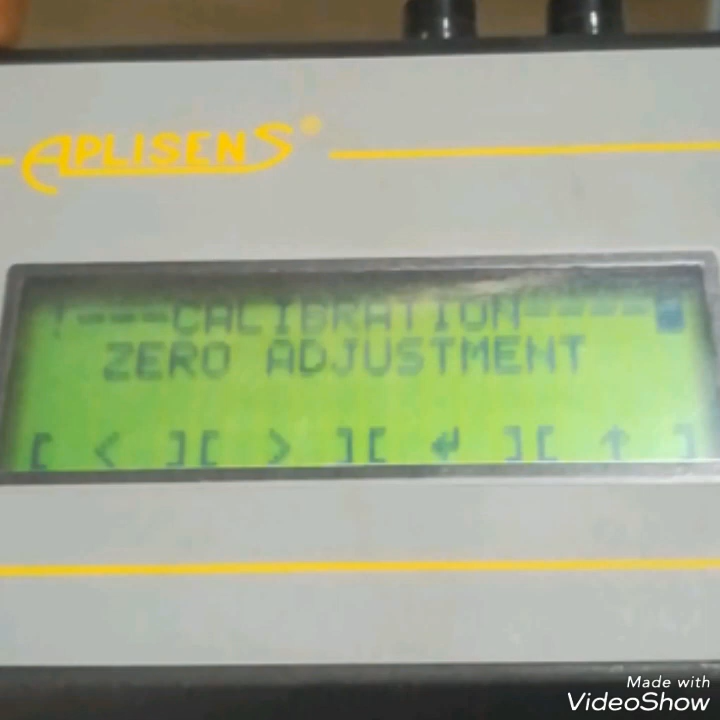 APLISENS®
!----CALIBRATION----
ZERO ADJUSTMENT
[ < ][ > ][ ↵ ][ ↑ ]
Made with
VideoShow